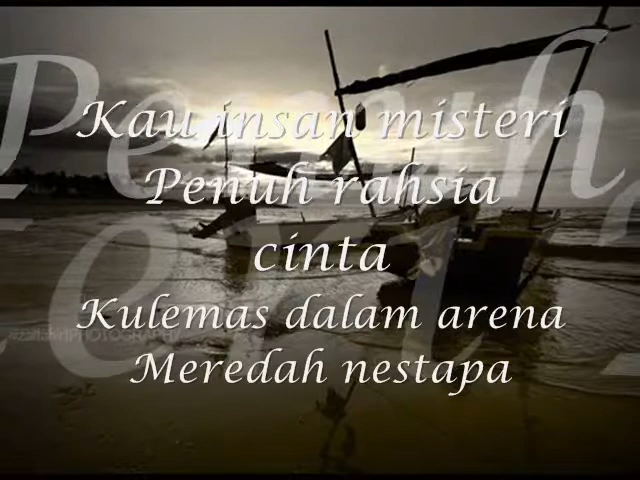 Kau insan misteri
Penuh rahsia
cinta
Kulemas dalam arena
Meredah nestapa